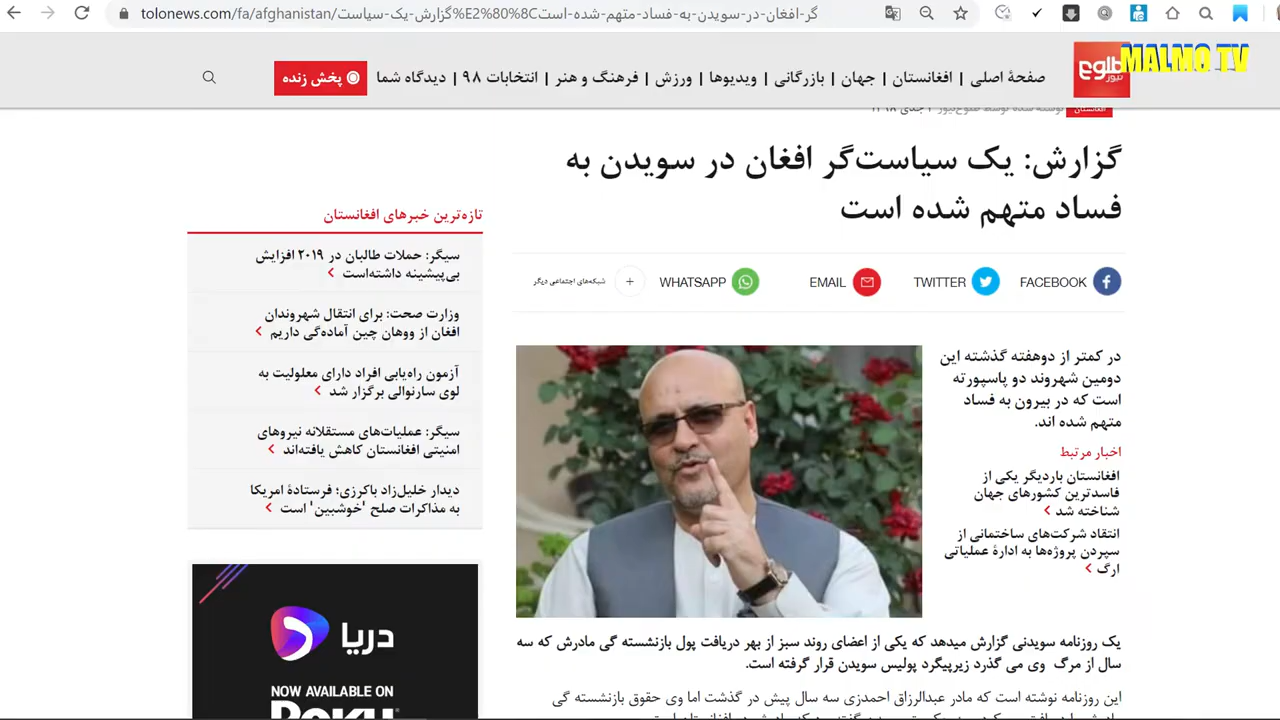 tolonews.com/fa/afghanistan/گزارش-یک-سیاست%E2%80%8Cگر-افغان-در-سویدن-به-فساد-متهم-شده-است
MALMO TV
طلوع
نیوز
صفحهٔ اصلی | افغانستان | جهان | بازرگانی | ویدیوها | ورزش | فرهنگ و هنر | انتخابات ۹۸ | دیدگاه شما
پخش زنده
افغانستان
گزارش: یک سیاست‌گر افغان در سویدن به
فساد متهم شده است
FACEBOOK
TWITTER
EMAIL
WHATSAPP
+
شبکه‌های اجتماعی دیگر
در کمتر از دوهفته گذشته این
دومین شهروند دو پاسپورته
است که در بیرون به فساد
متهم شده اند.
اخبار مرتبط
افغانستان باردیگر یکی از
فاسدترین کشورهای جهان
شناخته شد
انتقاد شرکت‌های ساختمانی از
سپردن پروژه‌ها به ادارهٔ عملیاتی
ارگ
یک روزنامه سویدنی گزارش میدهد که یکی از اعضای روند سبز از بهر دریافت پول بازنشسته گی مادرش که سه
سال از مرگ وی می گذرد زیرپیگرد پولیس سویدن قرار گرفته است.
این روزنامه نوشته است که مادر عبدالرزاق احمدزی سه سال پیش در گذشت اما وی حقوق بازنشسته گی
تازه‌ترین خبرهای افغانستان
سیگر: حملات طالبان در ۲۰۱۹ افزایش
بی‌پیشینه داشته‌است
وزارت صحت: برای انتقال شهروندان
افغان از ووهان چین آماده‌گی داریم
آزمون راه‌یابی افراد دارای معلولیت به
لوی سارنوالی برگزار شد
سیگر: عملیات‌های مستقلانه نیروهای
امنیتی افغانستان کاهش یافته‌اند
دیدار خلیل‌زاد باکرزی؛ فرستادهٔ امریکا
به مذاکرات صلح 'خوشبین' است
دریا
NOW AVAILABLE ON
Roku